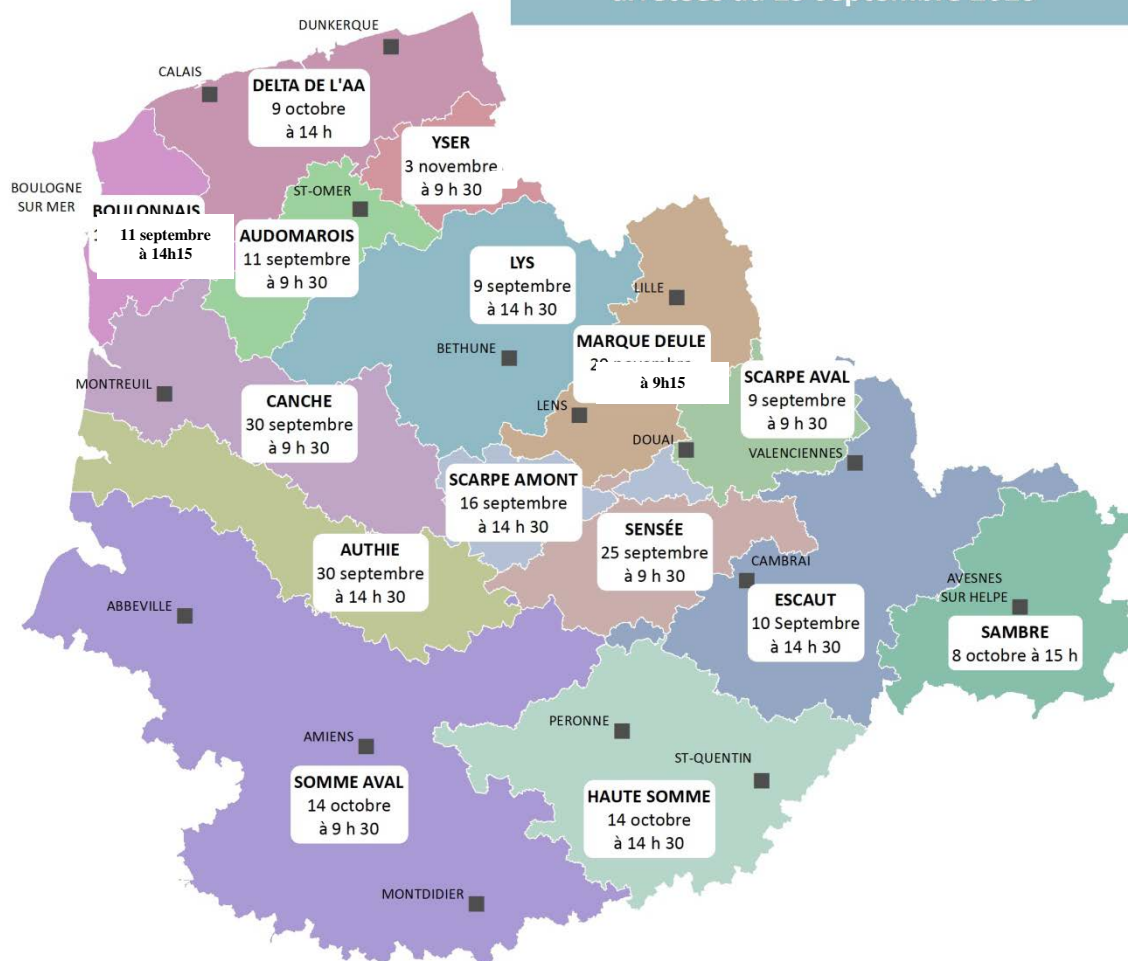 DUNKERQUE
CALAIS
DELTA DE L'AA
9 octobre
à 14 h
YSER
3 novembre
à 9 h 30
BOULOGNE
SUR MER
ST-OMER
BOULONNAIS
11 septembre
à 14h15
AUDOMAROIS
11 septembre
à 9 h 30
LYS
9 septembre
à 14 h 30
LILLE
BETHUNE
MARQUE DEULE
à 9h15
MONTREUIL
LENS
CANCHE
30 septembre
à 9 h 30
SCARPE AVAL
9 septembre
à 9 h 30
DOUAI
VALENCIENNES
SCARPE AMONT
16 septembre
à 14 h 30
SENSÉE
25 septembre
à 9 h 30
AUTHIE
30 septembre
à 14 h 30
CAMBRAI
ABBEVILLE
ESCAUT
10 Septembre
à 14 h 30
AVESNES
SUR HELPE
SAMBRE
8 octobre à 15 h
PERONNE
AMIENS
ST-QUENTIN
SOMME AVAL
14 octobre
à 9 h 30
HAUTE SOMME
14 octobre
à 14 h 30
MONTDIDIER